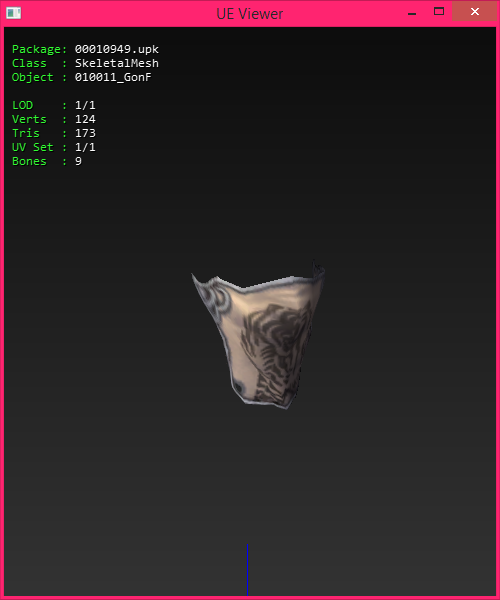 UE Viewer
Package: 00010949.upk
Class : SkeletalMesh
Object : 010011_GonF
LOD : 1/1
Verts : 124
Tris : 173
UV Set : 1/1
Bones : 9